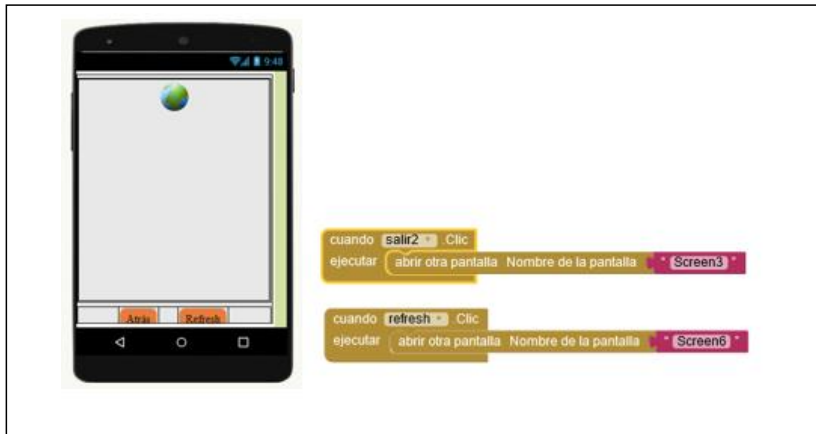 9:48
Atrás Refresh
cuando salir2 .Clic
ejecutar abrir otra pantalla Nombre de la pantalla " Screen3 "
cuando refresh .Clic
ejecutar abrir otra pantalla Nombre de la pantalla " Screen6 "